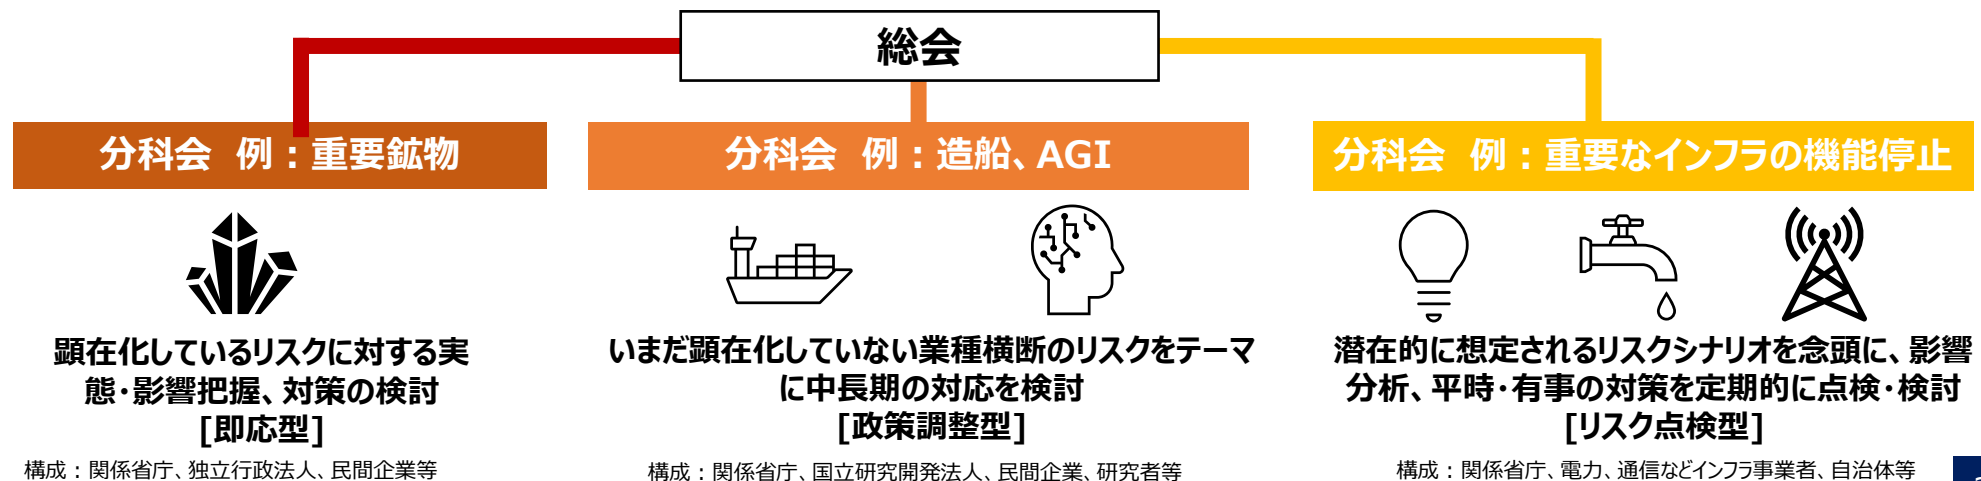 総会
分科会 例：重要鉱物
分科会 例：造船、AGI
分科会 例：重要なインフラの機能停止
顕在化しているリスクに対する実
態・影響把握、対策の検討
[即応型]
構成：関係省庁、独立行政法人、民間企業等
いまだ顕在化していない業種横断のリスクをテーマ
に中長期の対応を検討
[政策調整型]
構成：関係省庁、国立研究開発法人、民間企業、研究者等
潜在的に想定されるリスクシナリオを念頭に、影響
分析、平時・有事の対策を定期的に点検・検討
[リスク点検型]
構成：関係省庁、電力、通信などインフラ事業者、自治体等